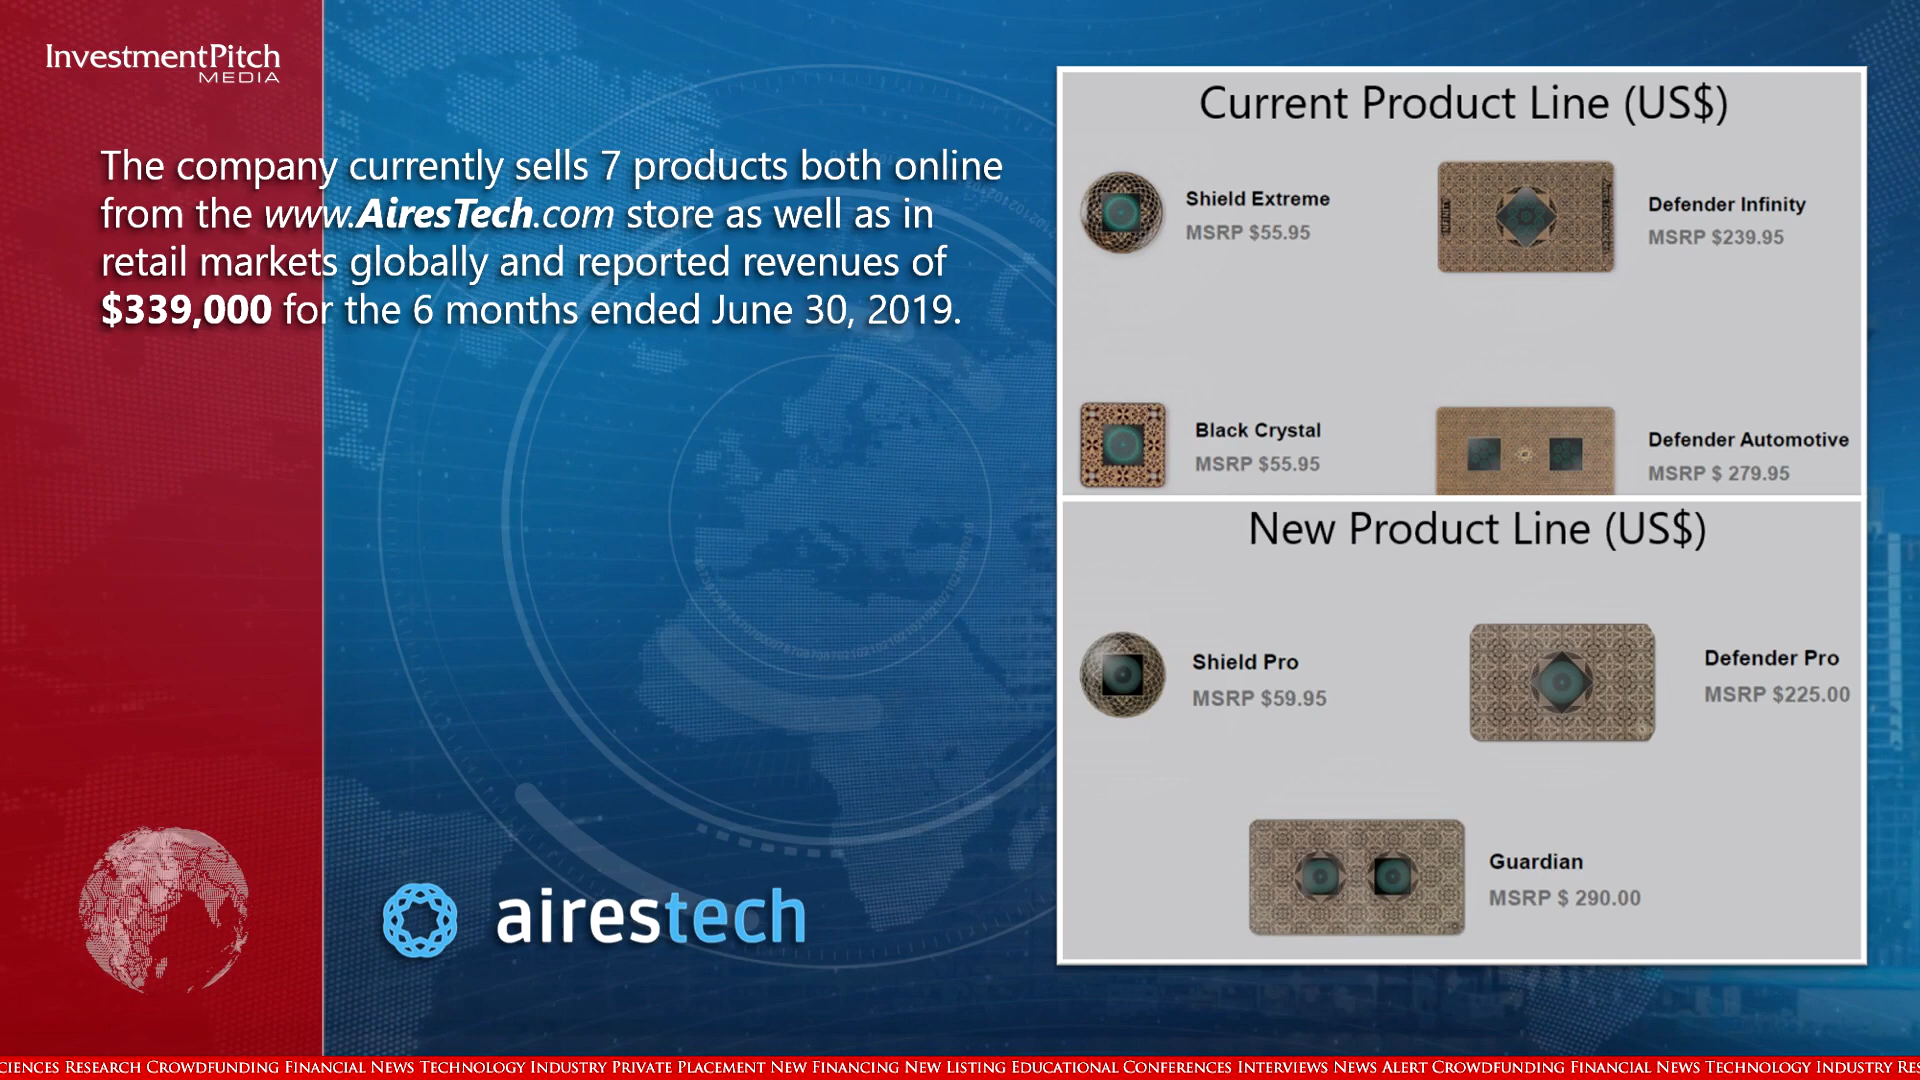 InvestmentPitch
MEDIA
The company currently sells 7 products both online
from the www.AiresTech.com store as well as in
retail markets globally and reported revenues of
$339,000 for the 6 months ended June 30, 2019.
airestech
Current Product Line (US$)
Shield Extreme
MSRP $55.95
Defender Infinity
MSRP $239.95
Black Crystal
MSRP $55.95
Defender Automotive
MSRP $ 279.95
New Product Line (US$)
Shield Pro
MSRP $59.95
Defender Pro
MSRP $225.00
Guardian
MSRP $ 290.00
CIENCES RESEARCH CROWDFUNDING FINANCIAL NEWS TECHNOLOGY INDUSTRY PRIVATE PLACEMENT NEW FINANCING NEW LISTING EDUCATIONAL CONFERENCES INTERVIEWS NEWS ALERT CROWDFUNDING FINANCIAL NEWS TECHNOLOGY INDUSTRY RES